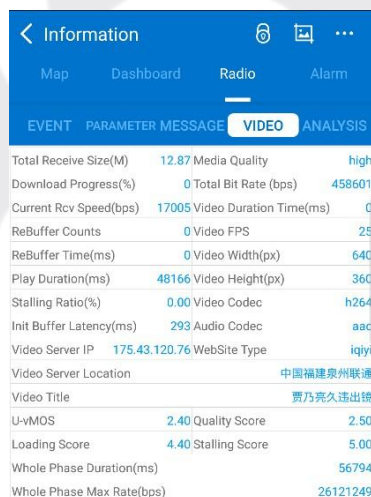 Information
Map Dashboard Radio Alarm
EVENT PARAMETER MESSAGE VIDEO ANALYSIS
Total Receive Size(M) 12.87 Media Quality high
Download Progress(%) 0 Total Bit Rate (bps) 458601
Current Rcv Speed(bps) 17005 Video Duration Time(ms) 0
ReBuffer Counts 0 Video FPS 25
ReBuffer Time(ms) 0 Video Width(px) 640
Play Duration(ms) 48166 Video Height(px) 360
Stalling Ratio(%) 0.00 Video Codec h264
Init Buffer Latency(ms) 293 Audio Codec aac
Video Server IP 175.43.120.76 WebSite Type iqiyi
Video Server Location 中国福建泉州联通
Video Title 贾乃亮久违出镜
U-vMOS 2.40 Quality Score 2.50
Loading Score 4.40 Stalling Score 5.00
Whole Phase Duration(ms) 56794
Whole Phase Max Rate(bps) 26121249